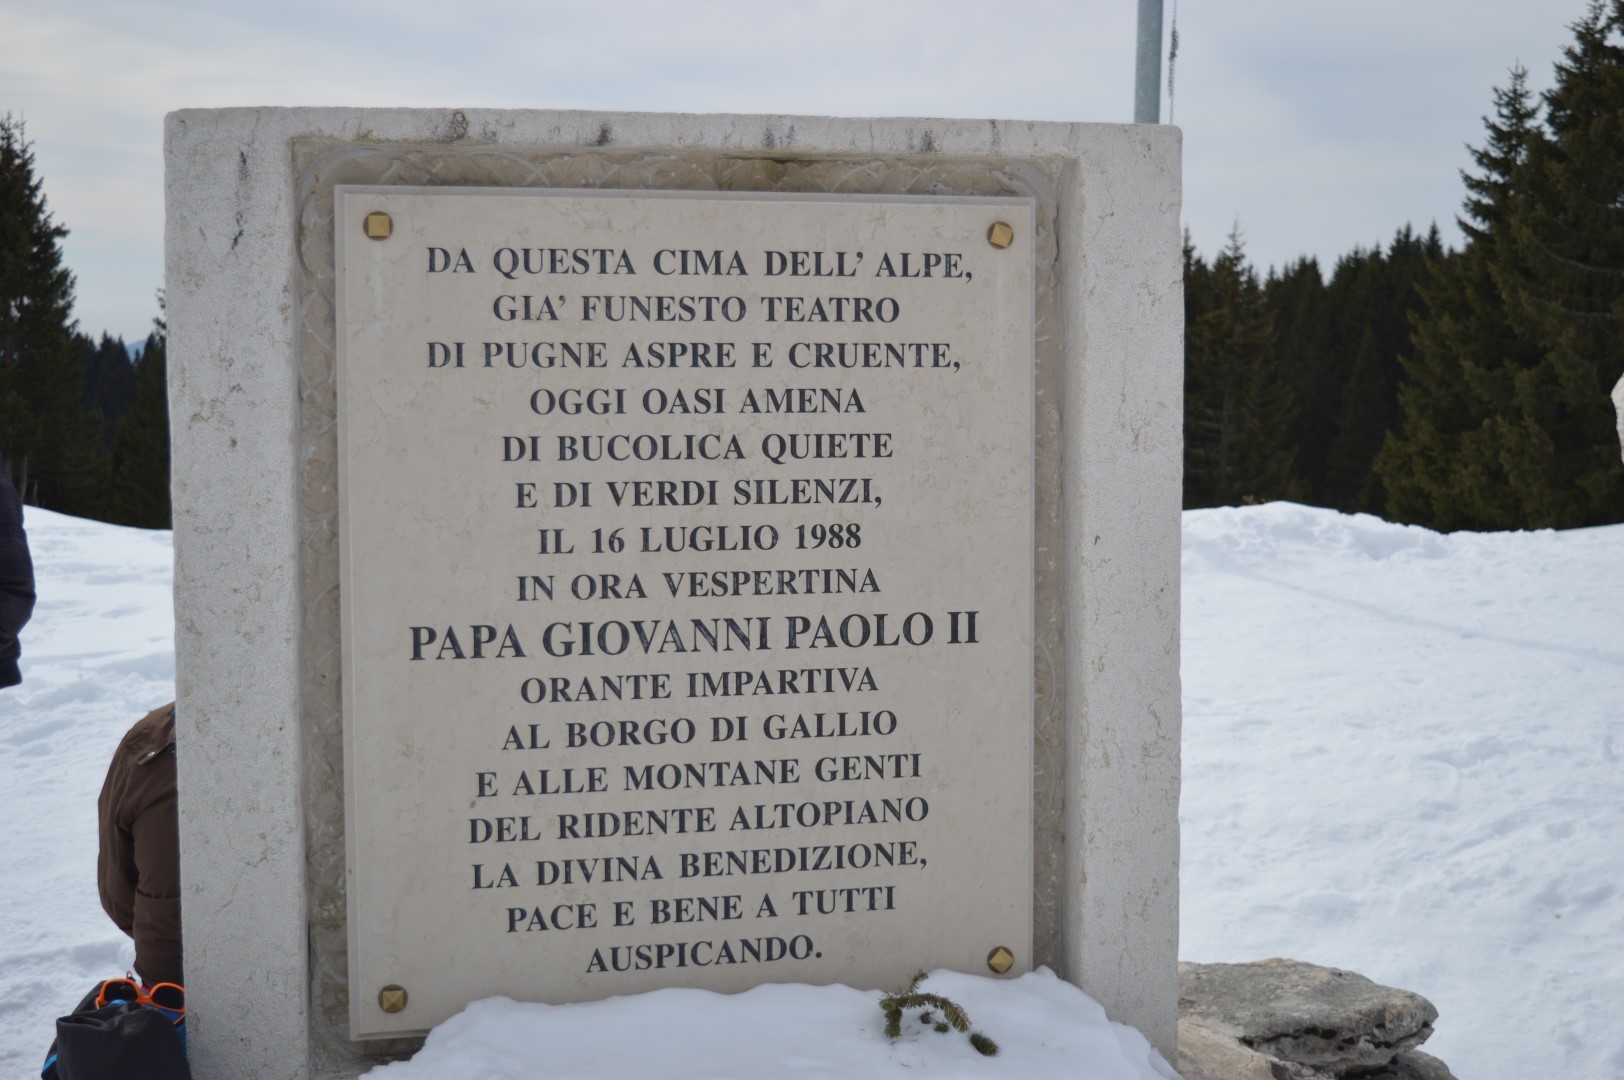 DA QUESTA CIMA DELL' ALPE,
GIA' FUNESTO TEATRO
DI PUGNE ASPRE E CRUENTE,
OGGI OASI AMENA
DI BUCOLICA QUIETE
E DI VERDI SILENZI,
IL 16 LUGLIO 1988
IN ORA VESPERTINA
PAPA GIOVANNI PAOLO II
ORANTE IMPARTIVA
AL BORGO DI GALLIO
E ALLE MONTANE GENTI
DEL RIDENTE ALTOPIANO
LA DIVINA BENEDIZIONE,
PACE E BENE A TUTTI
AUSPICANDO.